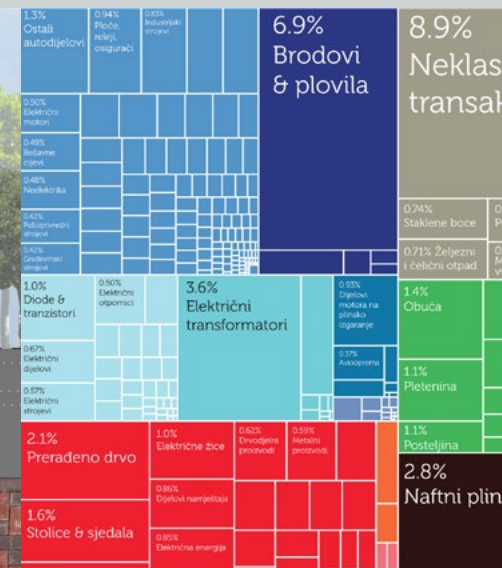 1.3%
Ostali
autodijelovi
0.94%
Ploče,
releji,
osigurači
0.83%
Industrijski
strojevi
0.50%
Električni
motori
0.49%
Bešavne
cijevi
0.48%
Neelektrika
0.42%
Poljoprivredni
strojevi
0.42%
Građevinski
strojevi
6.9%
Brodovi
& plovila
8.9%
0.74%
Staklene boce
0.71% Željezni
i čelični otpad
1.0%
Diode &
tranzistori
0.50%
Električni
otpornici
0.67%
Električni
dijelovi
0.57%
Električni
strojevi
3.6%
Električni
transformatori
0.93%
Dijelovi
motora na
plinsko
izgaranje
0.37%
Aviooprema
1.4%
Obuća
1.1%
Pletenina
1.1%
Posteljina
2.1%
Prerađeno drvo
1.6%
Stolice & sjedala
1.0%
Električne žice
0.86%
Dijelovi namještaja
0.85%
Električna energija
0.62%
Drvodjelni
proizvodi
0.59%
Metalni
proizvodi
2.8%
Naftni plin